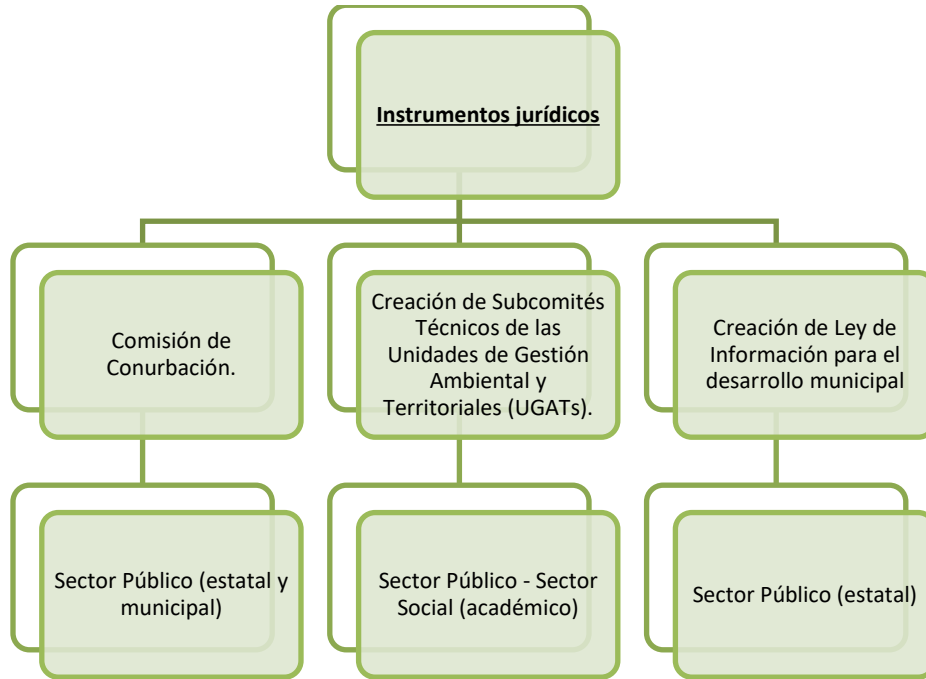 Instrumentos jurídicos
Comisión de
Conurbación.
Creación de Subcomités
Técnicos de las
Unidades de Gestión
Ambiental y
Territoriales (UGATs).
Creación de Ley de
Información para el
desarrollo municipal
Sector Público (estatal y
municipal)
Sector Público - Sector
Social (académico)
Sector Público (estatal)